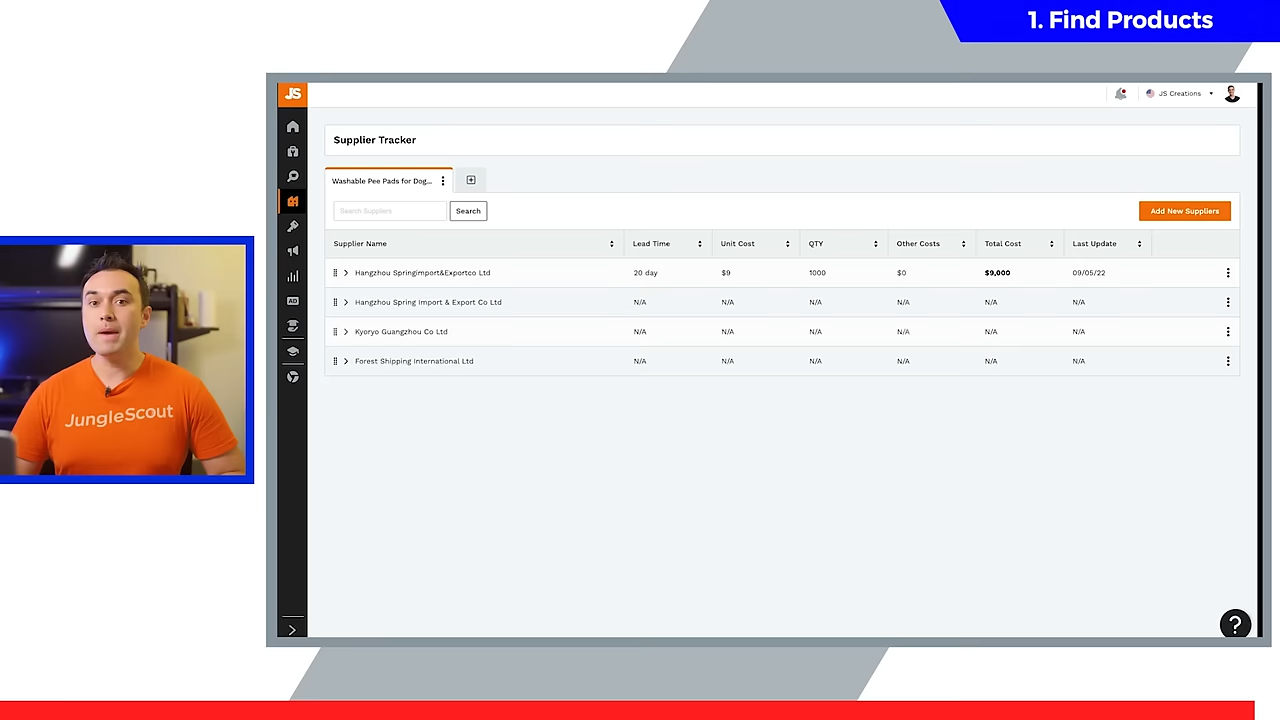 1. Find Products
JS
JS Creations
Supplier Tracker
Washable Pee Pads for Dog...
Search Suppliers
Search
Add New Suppliers
Supplier Name Lead Time Unit Cost QTY Other Costs Total Cost Last Update
Hangzhou Springimport&Exportco Ltd 20 day $9 1000 $0 $9,000 09/05/22
Hangzhou Spring Import & Export Co Ltd N/A N/A N/A N/A N/A N/A
Kyoryo Guangzhou Co Ltd N/A N/A N/A N/A N/A N/A
Forest Shipping International Ltd N/A N/A N/A N/A N/A N/A
AD
JungleScout
?